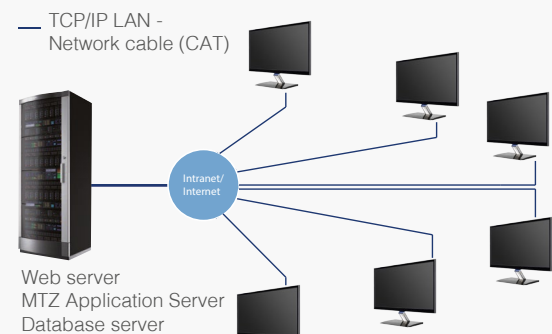 TCP/IP LAN -
Network cable (CAT)
Intranet/
Internet
Web server
MTZ Application Server
Database server